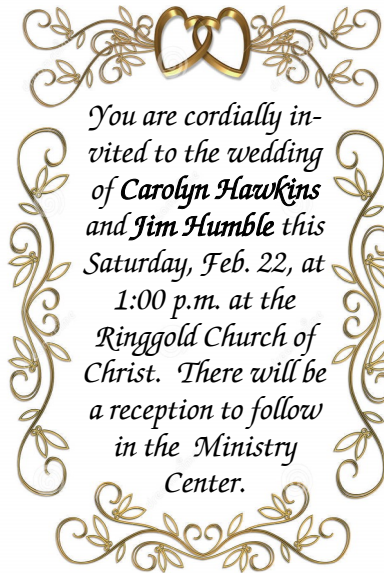 You are cordially in-
vited to the wedding
of Carolyn Hawkins
and Jim Humble this
Saturday, Feb. 22, at
1:00 p.m. at the
Ringgold Church of
Christ. There will be
a reception to follow
in the Ministry
Center.